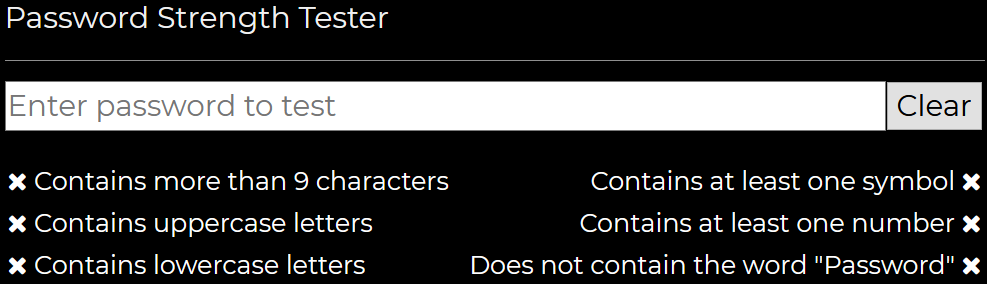 Password Strength Tester
Enter password to test
Clear
✖ Contains more than 9 characters
Contains at least one symbol ✖
✖ Contains uppercase letters
Contains at least one number ✖
✖ Contains lowercase letters
Does not contain the word "Password" ✖